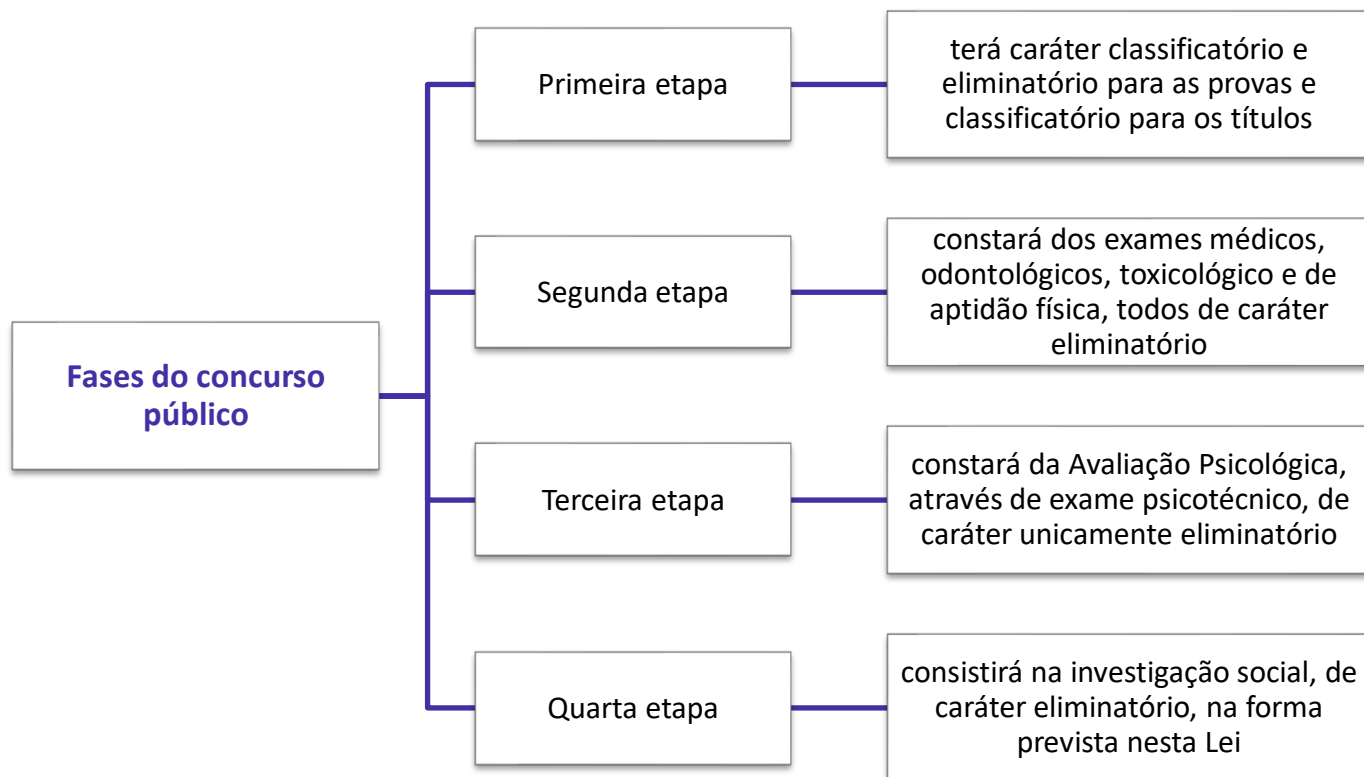 Fases do concurso
público
Primeira etapa
terá caráter classificatório e
eliminatório para as provas e
classificatório para os títulos
Segunda etapa
constará dos exames médicos,
odontológicos, toxicológico e de
aptidão física, todos de caráter
eliminatório
Terceira etapa
constará da Avaliação Psicológica,
através de exame psicotécnico, de
caráter unicamente eliminatório
Quarta etapa
consistirá na investigação social, de
caráter eliminatório, na forma
prevista nesta Lei